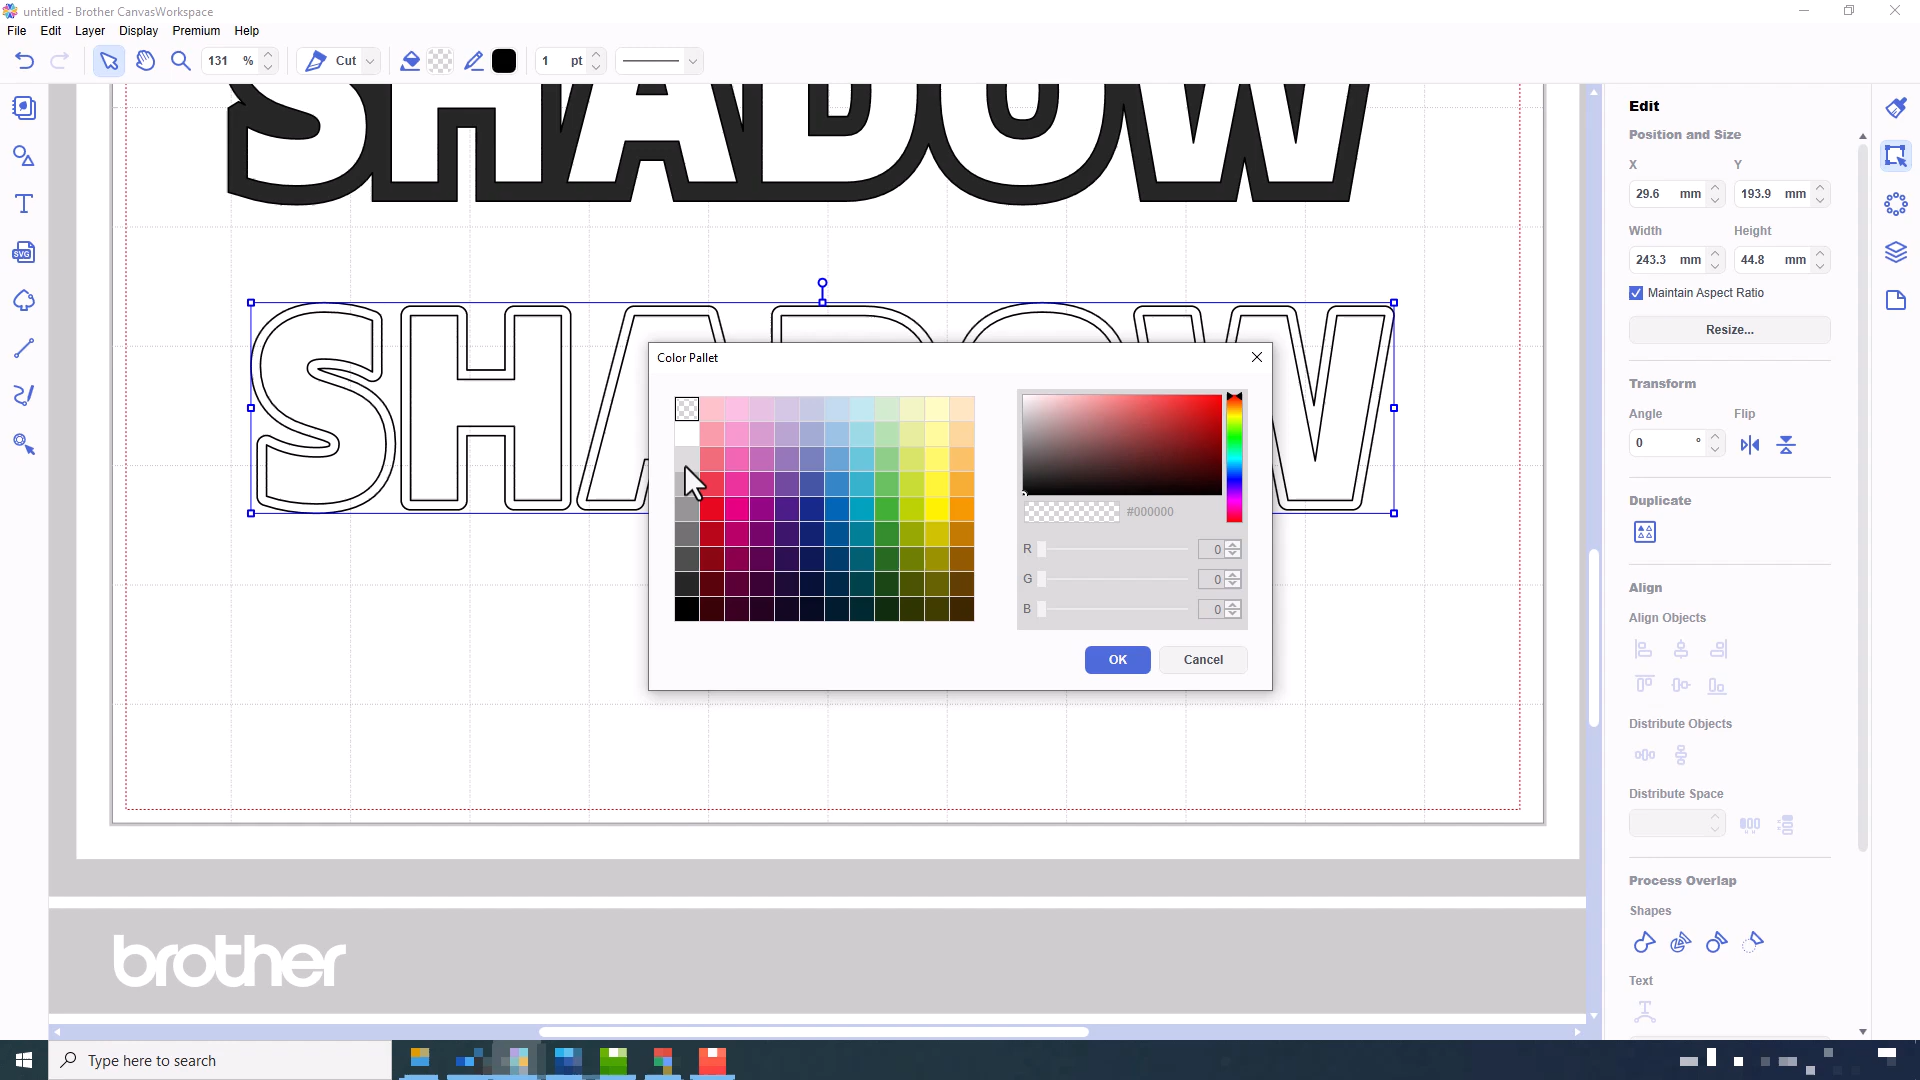 untitled - Brother CanvasWorkspace
File Edit Layer Display Premium Help
131 % Cut 1 pt
SHADOW
SHADOW
SVG
Color Pallet
#000000
R 0
G 0
B 0
OK Cancel
Edit
Position and Size
X Y
29.6 mm 193.9 mm
Width Height
243.3 mm 44.8 mm
Maintain Aspect Ratio
Resize...
Transform
Angle Flip
0 °
Duplicate
Align
Align Objects
Distribute Objects
Distribute Space
Process Overlap
Shapes
Text
brother
Type here to search